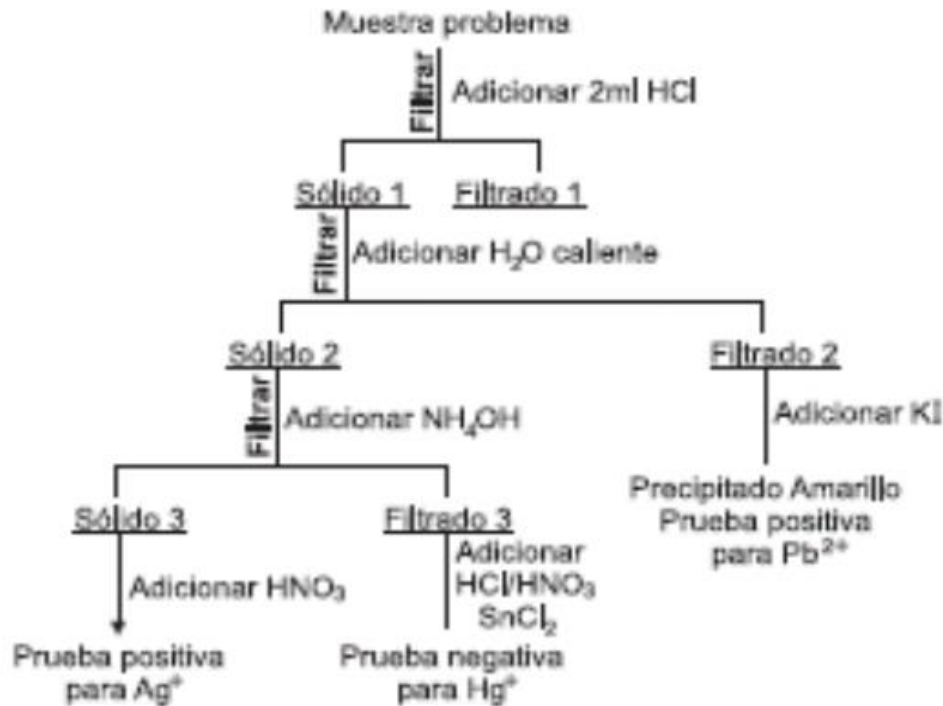 Muestra problema
Filtrar
Adicionar 2ml HCl
Sólido 1
Filtrado 1
Filtrar
Adicionar H₂O caliente
Sólido 2
Filtrado 2
Filtrar
Adicionar NH₄OH
Adicionar KI
Sólido 3
Filtrado 3
Precipitado Amarillo
Prueba positiva
para Pb²⁺
Adicionar HNO₃
Adicionar
HCl/HNO₃
SnCl₂
Prueba positiva
para Ag⁺
Prueba negativa
para Hg⁺